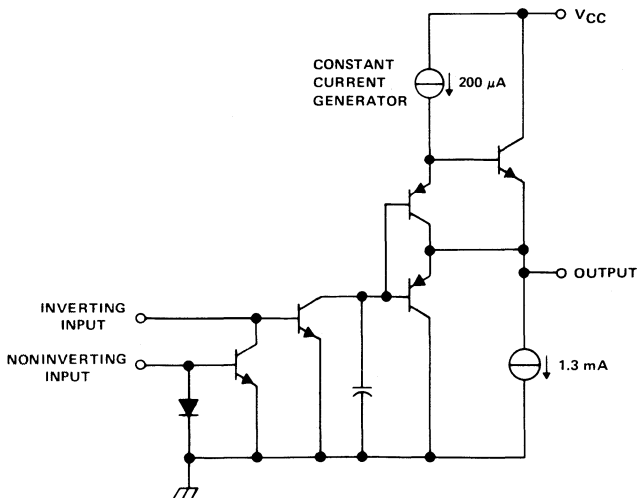 VCC
CONSTANT
CURRENT
GENERATOR
200 μA
OUTPUT
INVERTING
INPUT
NONINVERTING
INPUT
1.3 mA